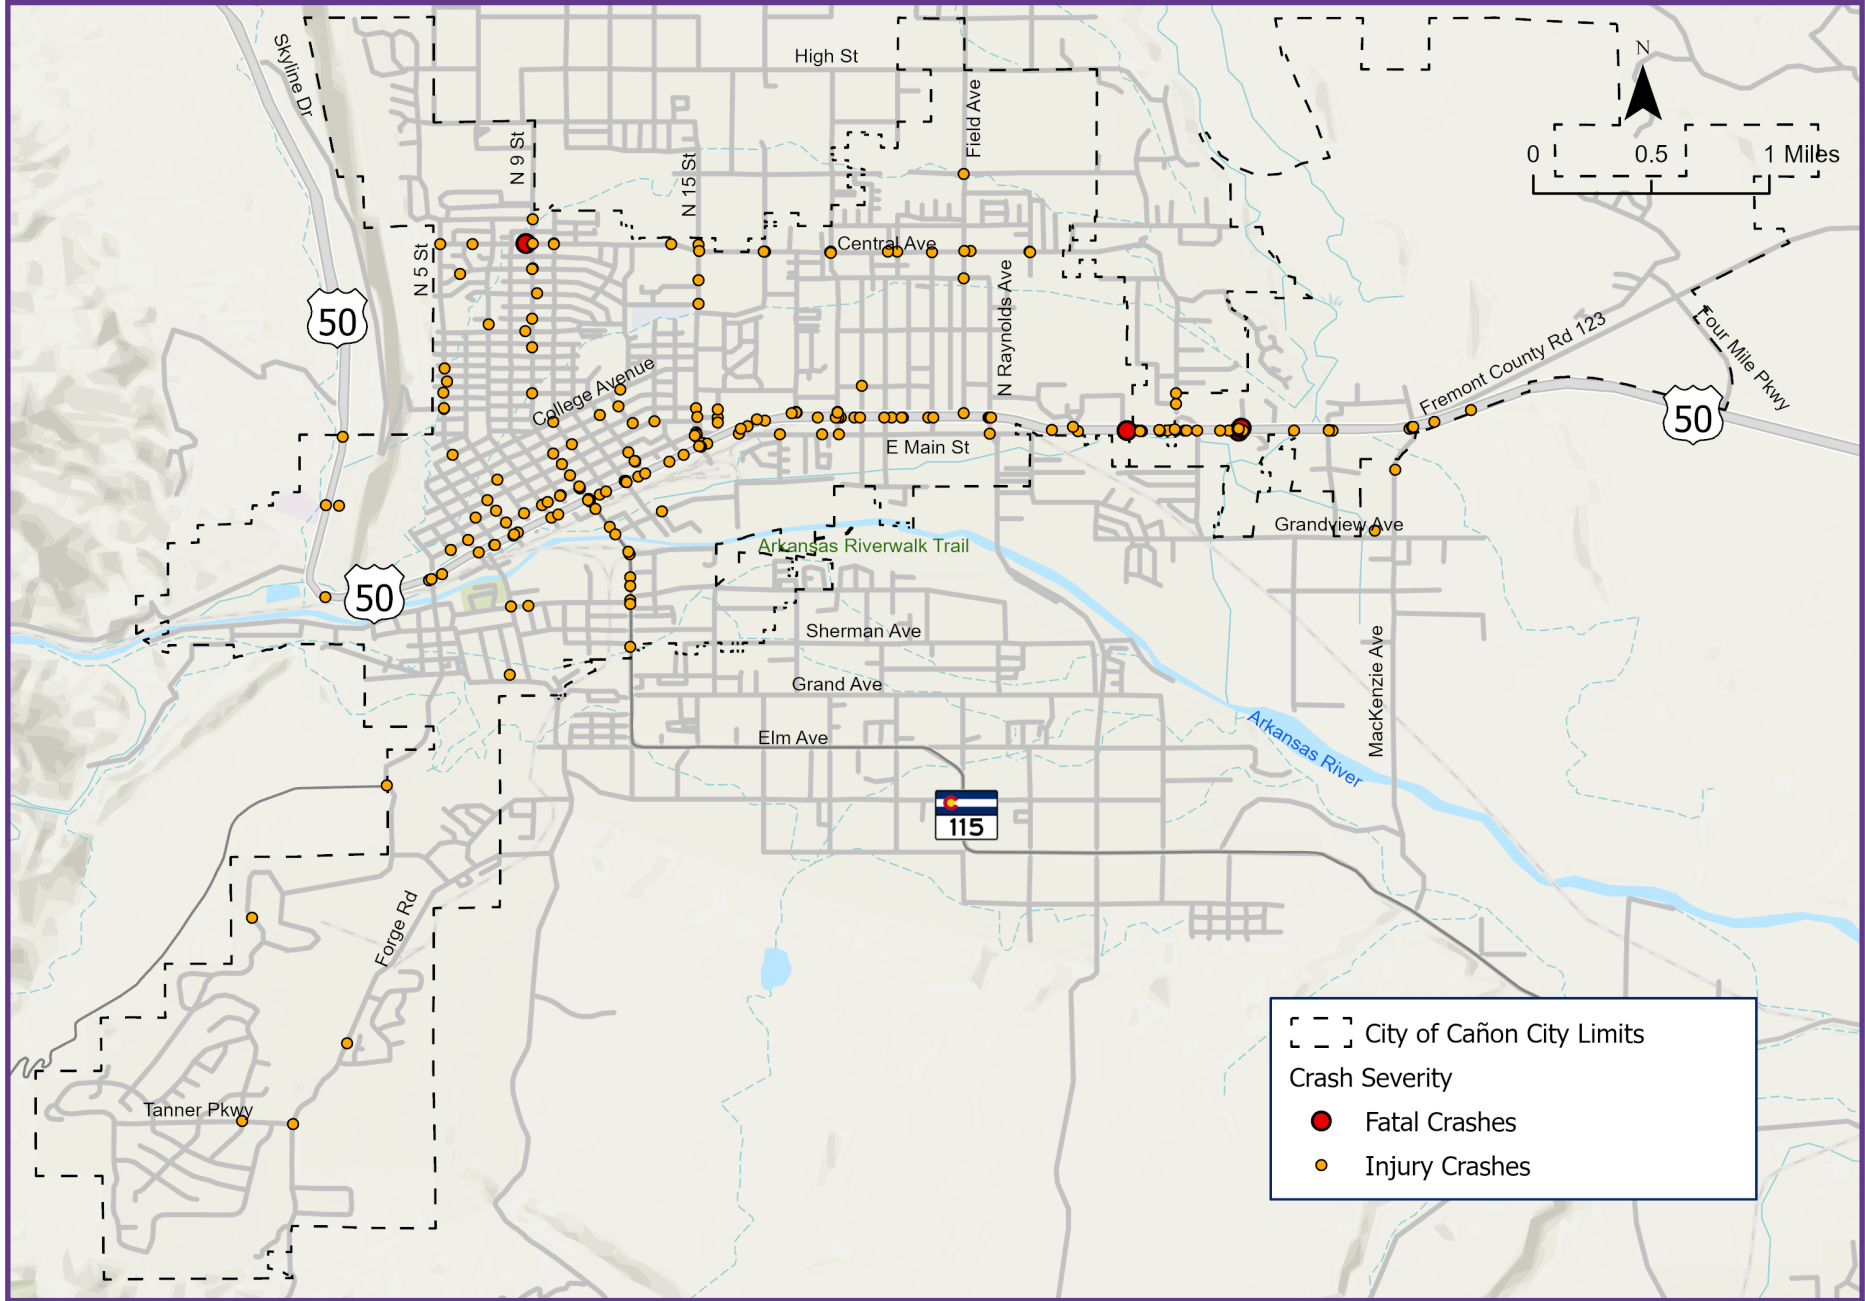 High St
Skyline Dr
N
Field Ave
N 9 St
0 0.5 1 Miles
N 15 St
Central Ave
N 5 St
50
N Raynolds Ave
Fremont County Rd 123
Four Mile Pkwy
College Avenue
50
E Main St
Grandview Ave
Arkansas Riverwalk Trail
50
Sherman Ave
MacKenzie Ave
Grand Ave
Elm Ave
Arkansas River
115
Forge Rd
Tanner Pkwy
City of Cañon City Limits
Crash Severity
Fatal Crashes
Injury Crashes